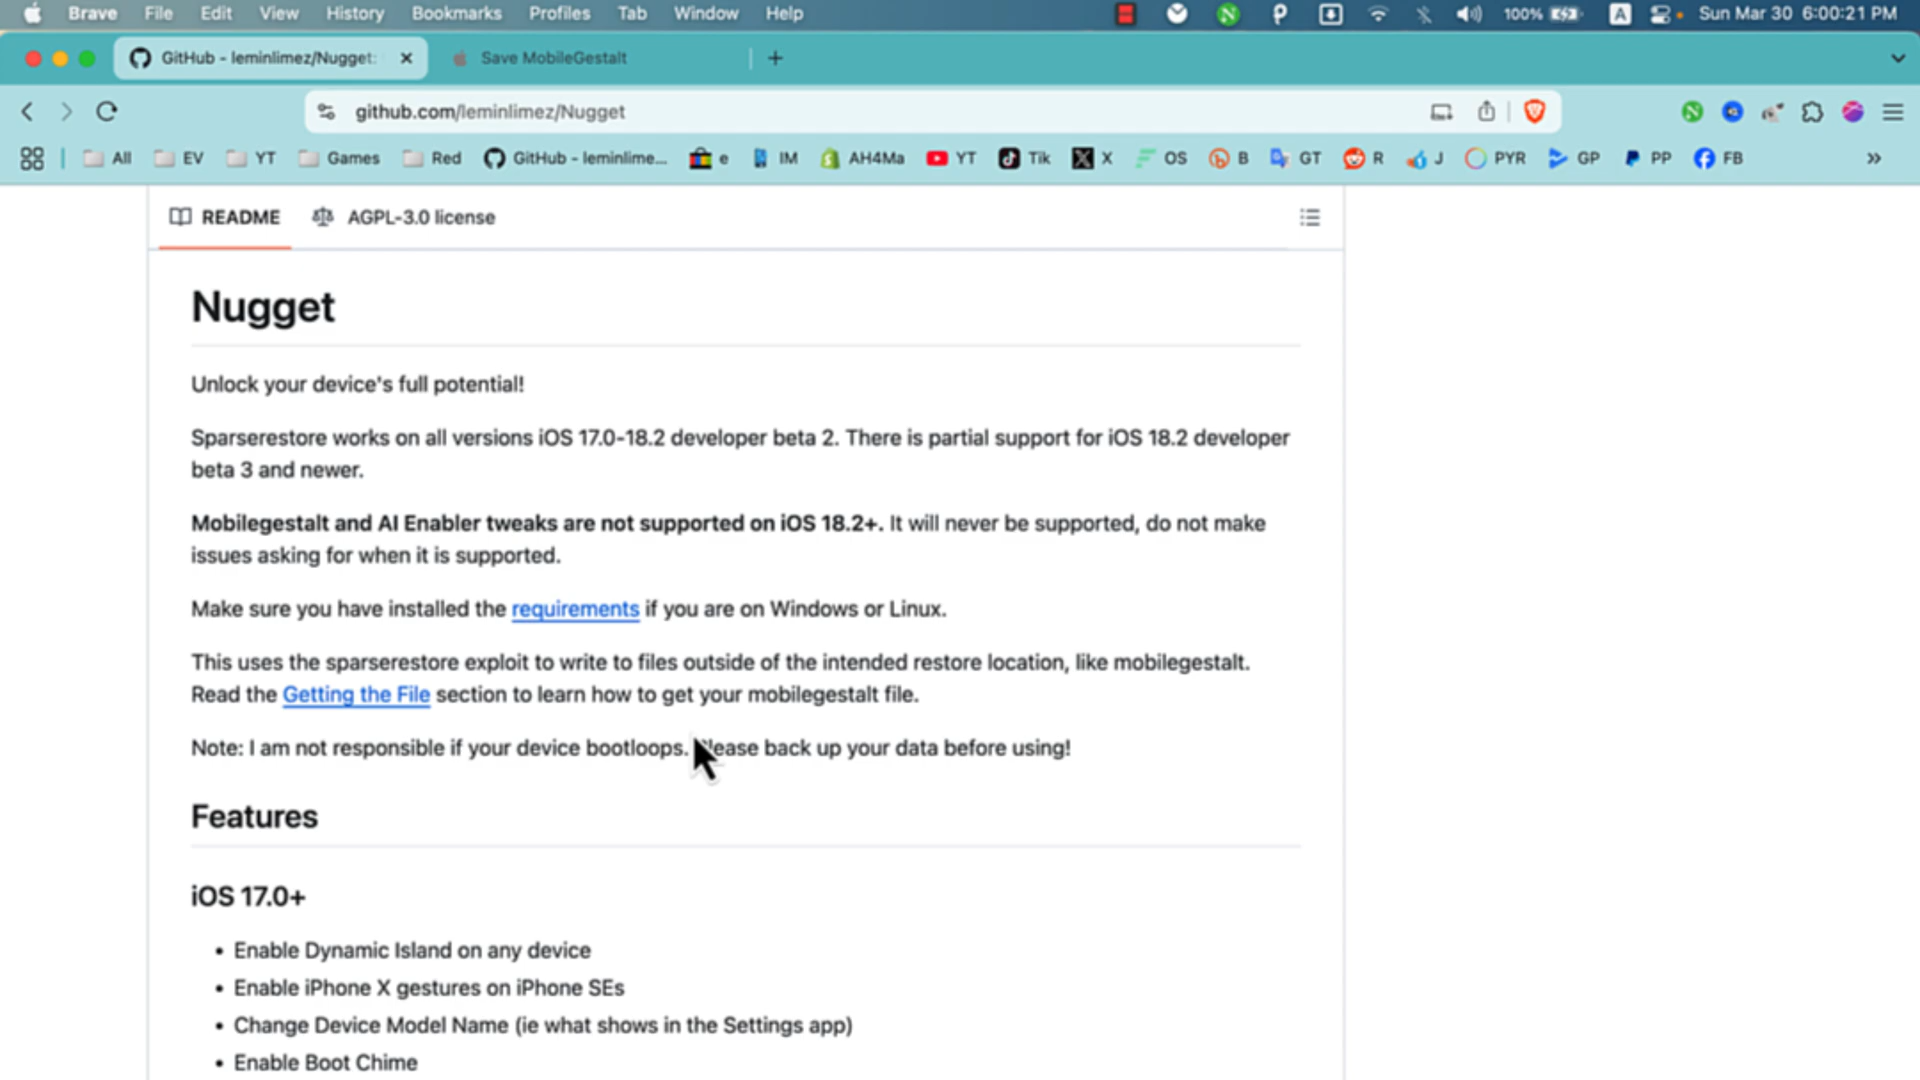 Brave File Edit View History Bookmarks Profiles Tab Window Help 100% A Sun Mar 30 6:00:21 PM
GitHub - leminlimez/Nugget: Save MobileGestalt
github.com/leminlimez/Nugget
All EV YT Games Red GitHub - leminlime... e IM AH4Ma YT Tik X OS B GT R J PYR GP PP FB
README AGPL-3.0 license
Nugget
Unlock your device's full potential!
Sparserestore works on all versions iOS 17.0-18.2 developer beta 2. There is partial support for iOS 18.2 developer
beta 3 and newer.
Mobilegestalt and AI Enabler tweaks are not supported on iOS 18.2+. It will never be supported, do not make
issues asking for when it is supported.
Make sure you have installed the requirements if you are on Windows or Linux.
This uses the sparserestore exploit to write to files outside of the intended restore location, like mobilegestalt.
Read the Getting the File section to learn how to get your mobilegestalt file.
Note: I am not responsible if your device bootloops. Please back up your data before using!
Features
iOS 17.0+
• Enable Dynamic Island on any device
• Enable iPhone X gestures on iPhone SEs
• Change Device Model Name (ie what shows in the Settings app)
• Enable Boot Chime